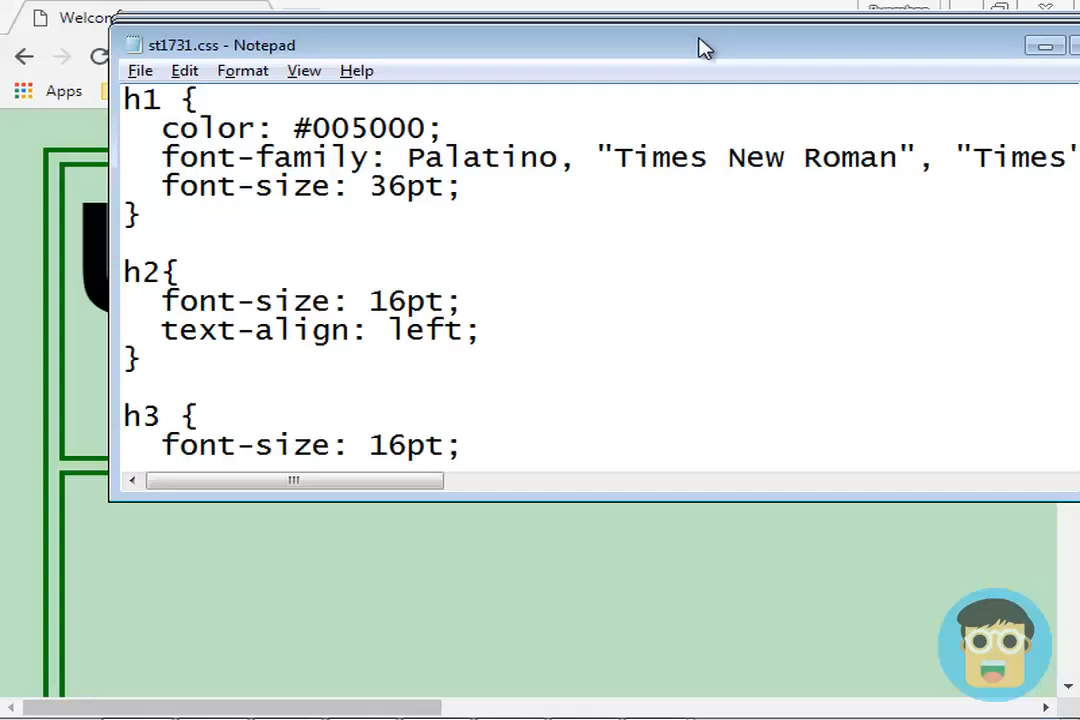 Welcom
st1731.css - Notepad
Apps
File Edit Format View Help
h1 {
color: #005000;
font-family: Palatino, "Times New Roman", "Times"
font-size: 36pt;
}
h2{
font-size: 16pt;
text-align: left;
}
h3 {
font-size: 16pt;